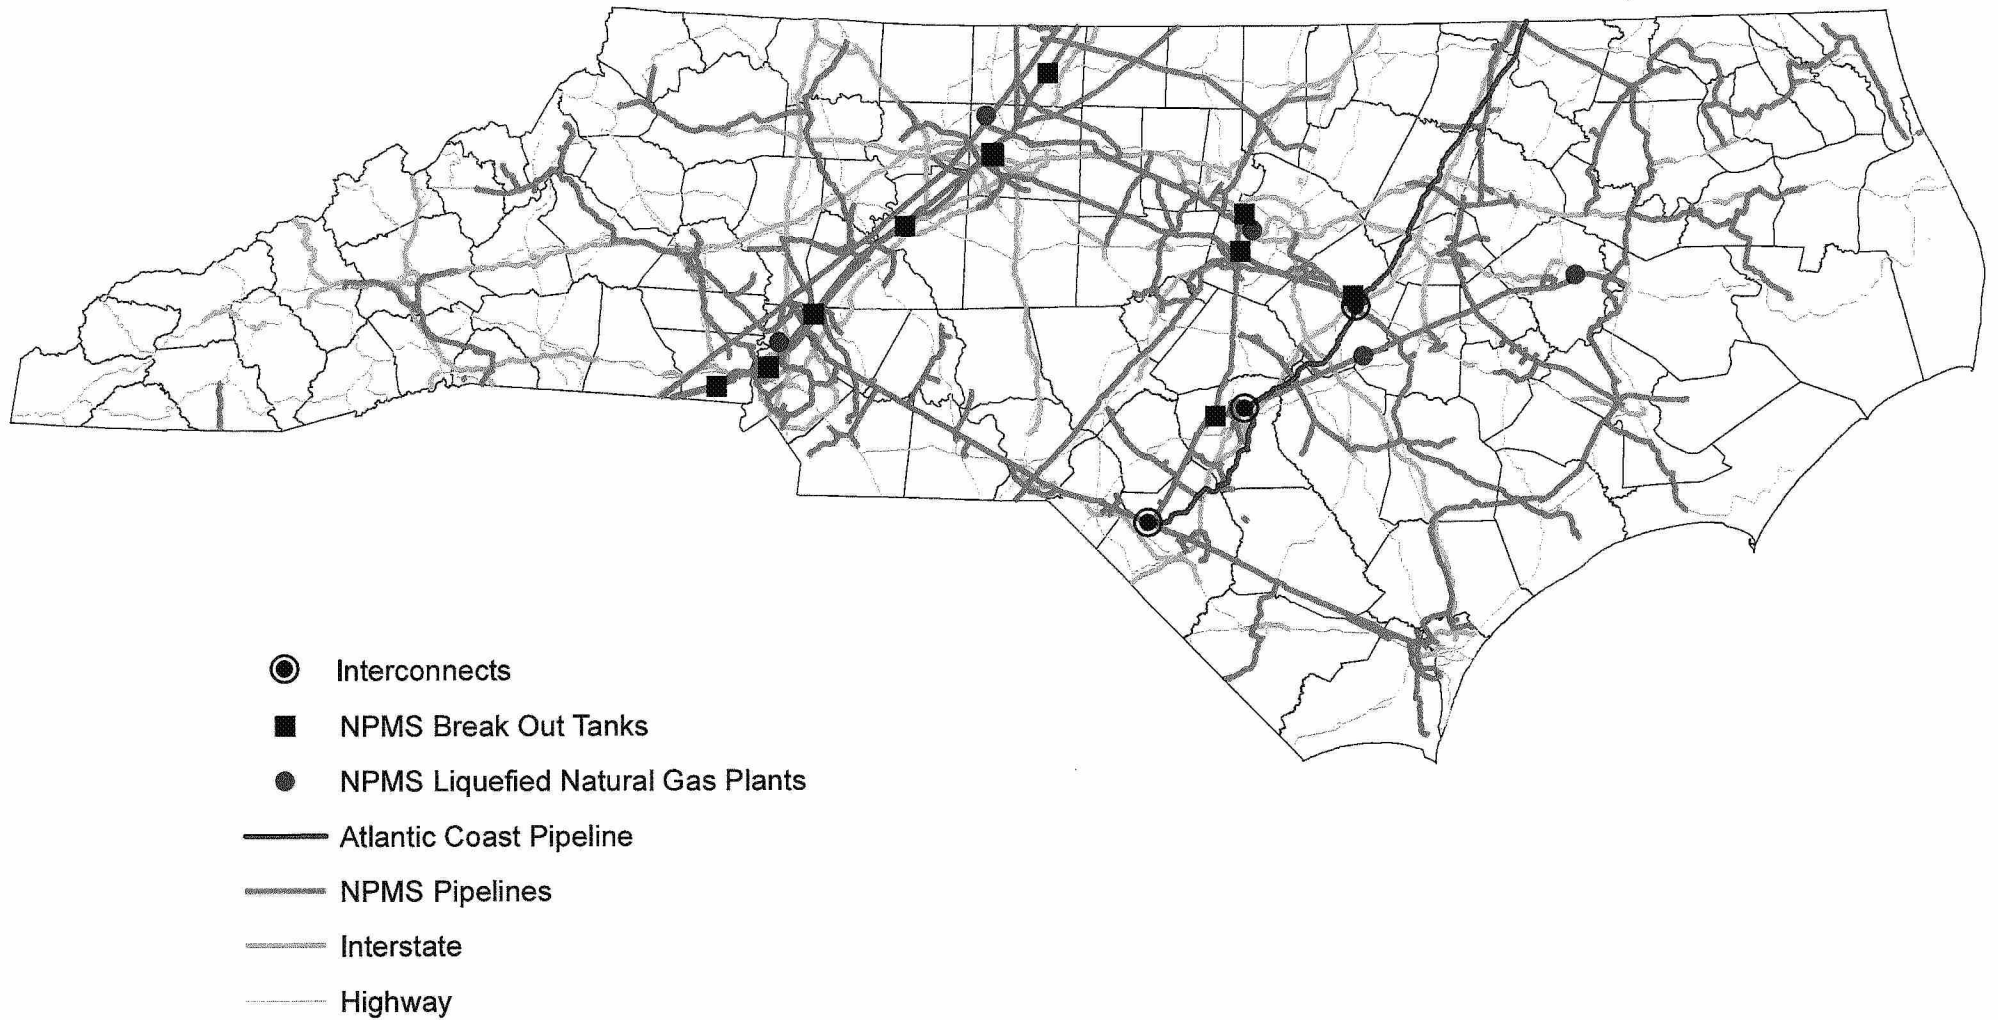 Interconnects
NPMS Break Out Tanks
NPMS Liquefied Natural Gas Plants
Atlantic Coast Pipeline
NPMS Pipelines
Interstate
Highway